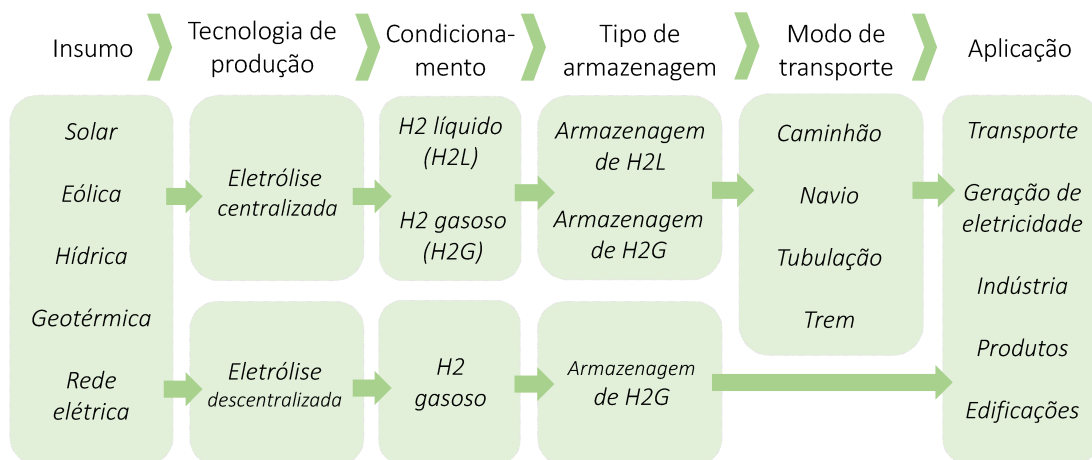 Insumo
Tecnologia de
produção
Condiciona-
mento
Tipo de
armazenagem
Modo de
transporte
Aplicação
Solar
Eólica
Hídrica
Geotérmica
Rede
elétrica
Eletrólise
centralizada
H2 líquido
(H2L)
H2 gasoso
(H2G)
Armazenagem
de H2L
Armazenagem
de H2G
Caminhão
Navio
Tubulação
Trem
Transporte
Geração de
eletricidade
Indústria
Produtos
Edificações
Eletrólise
descentralizada
H2
gasoso
Armazenagem
de H2G